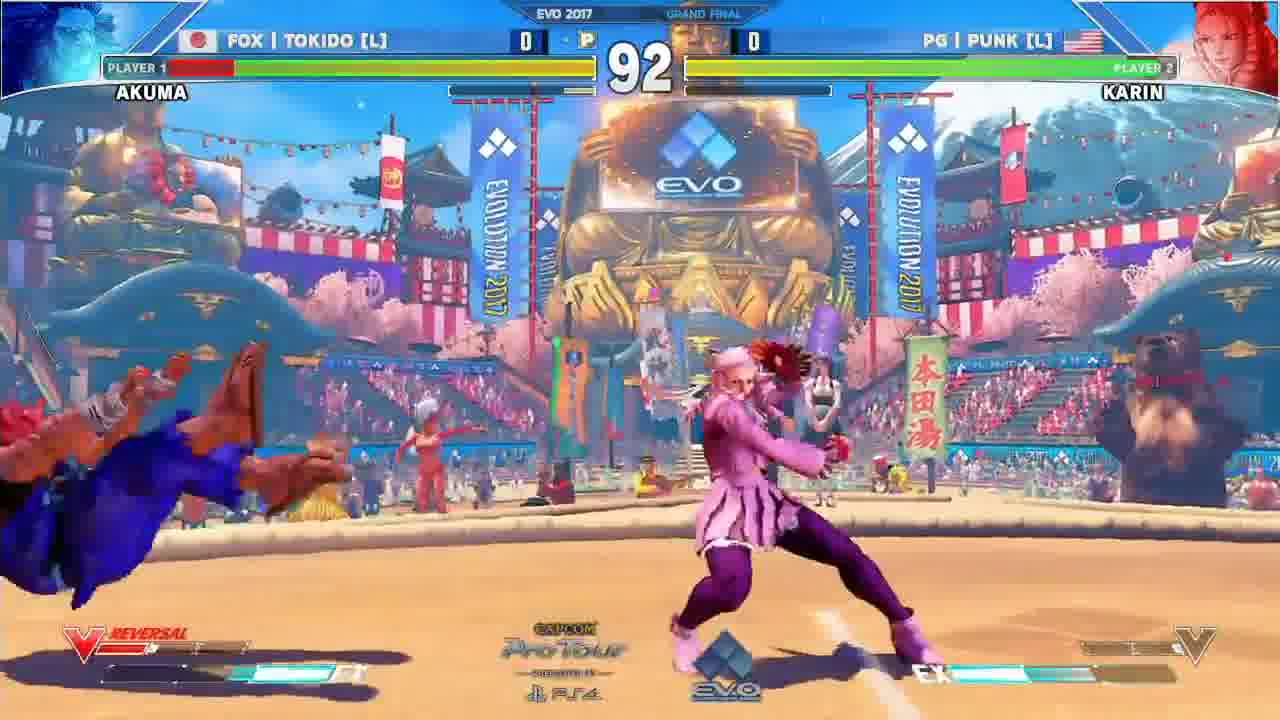 EVO 2017 GRAND FINAL
FOX | TOKIDO [L] 0 P 92 0 PG | PUNK [L]
PLAYER 1 PLAYER 2
AKUMA KARIN
EVO
EVOLUTION 2017
EVOLUTION 2017
本田湯
REVERSAL
CAPCOM
Pro Tour
PS4
EX
EVO